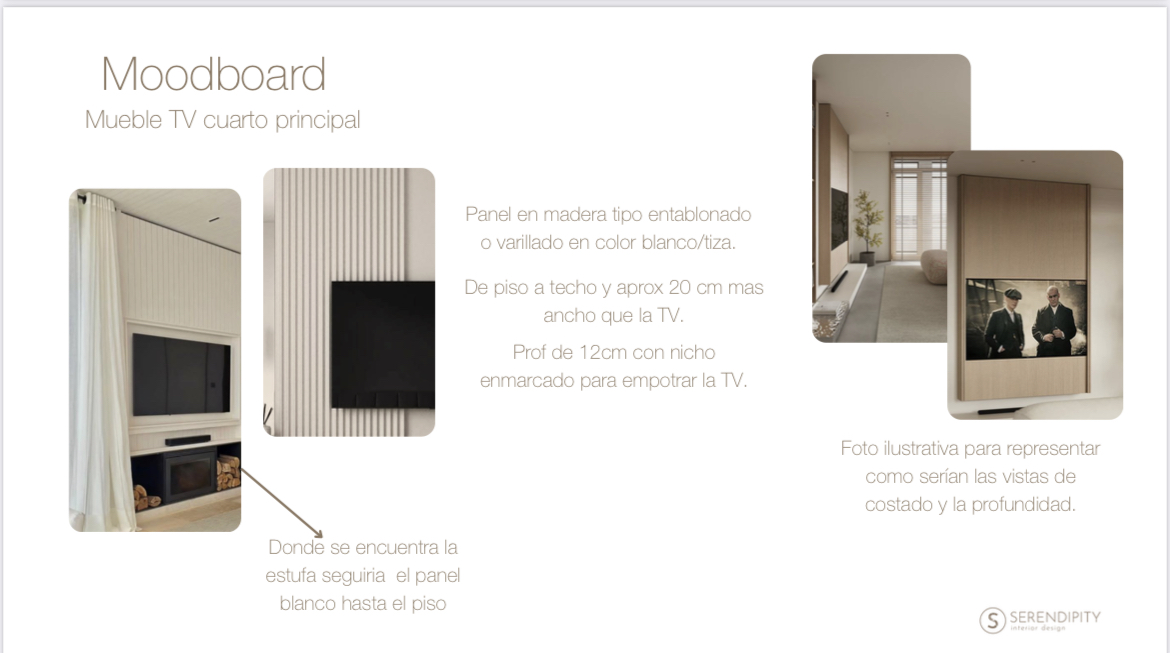 Moodboard
Mueble TV cuarto principal
Panel en madera tipo entablonado
o varillado en color blanco/tiza.
De piso a techo y aprox 20 cm mas
ancho que la TV.
Prof de 12cm con nicho
enmarcado para empotrar la TV.
Foto ilustrativa para representar
como serían las vistas de
costado y la profundidad.
Donde se encuentra la
estufa seguiria  el panel
blanco hasta el piso
S SERENDIPITY
interior design